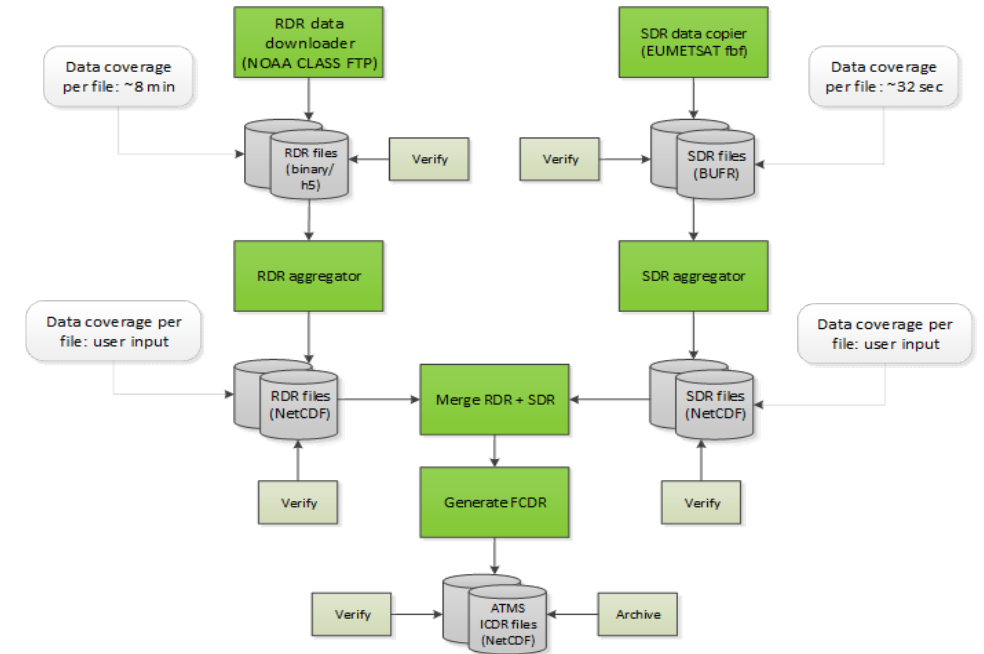 RDR data
downloader
(NOAA CLASS FTP)
SDR data copier
(EUMETSAT fbf)
Data coverage
per file: ~8 min
Data coverage
per file: ~32 sec
RDR files
(binary/
h5)
Verify
Verify
SDR files
(BUFR)
RDR aggregator
SDR aggregator
Data coverage per
file: user input
Data coverage per
file: user input
RDR files
(NetCDF)
Merge RDR + SDR
SDR files
(NetCDF)
Verify
Generate FCDR
Verify
Verify
ATMS
ICDR files
(NetCDF)
Archive